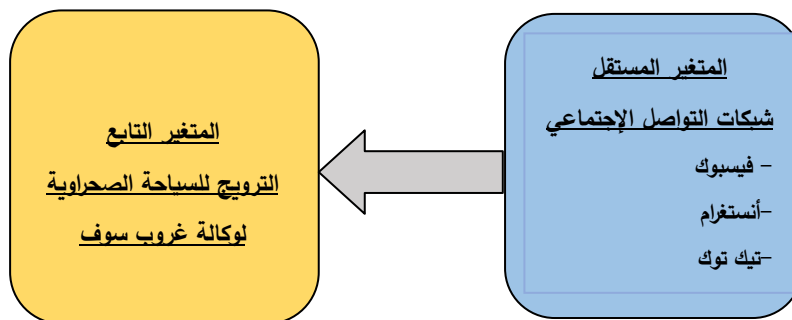 المتغير المستقل
شبكات التواصل الإجتماعي
– فيسبوك
–أنستغرام
–تيك توك
المتغير التابع
الترويج للسياحة الصحراوية
لوكالة غروب سوف